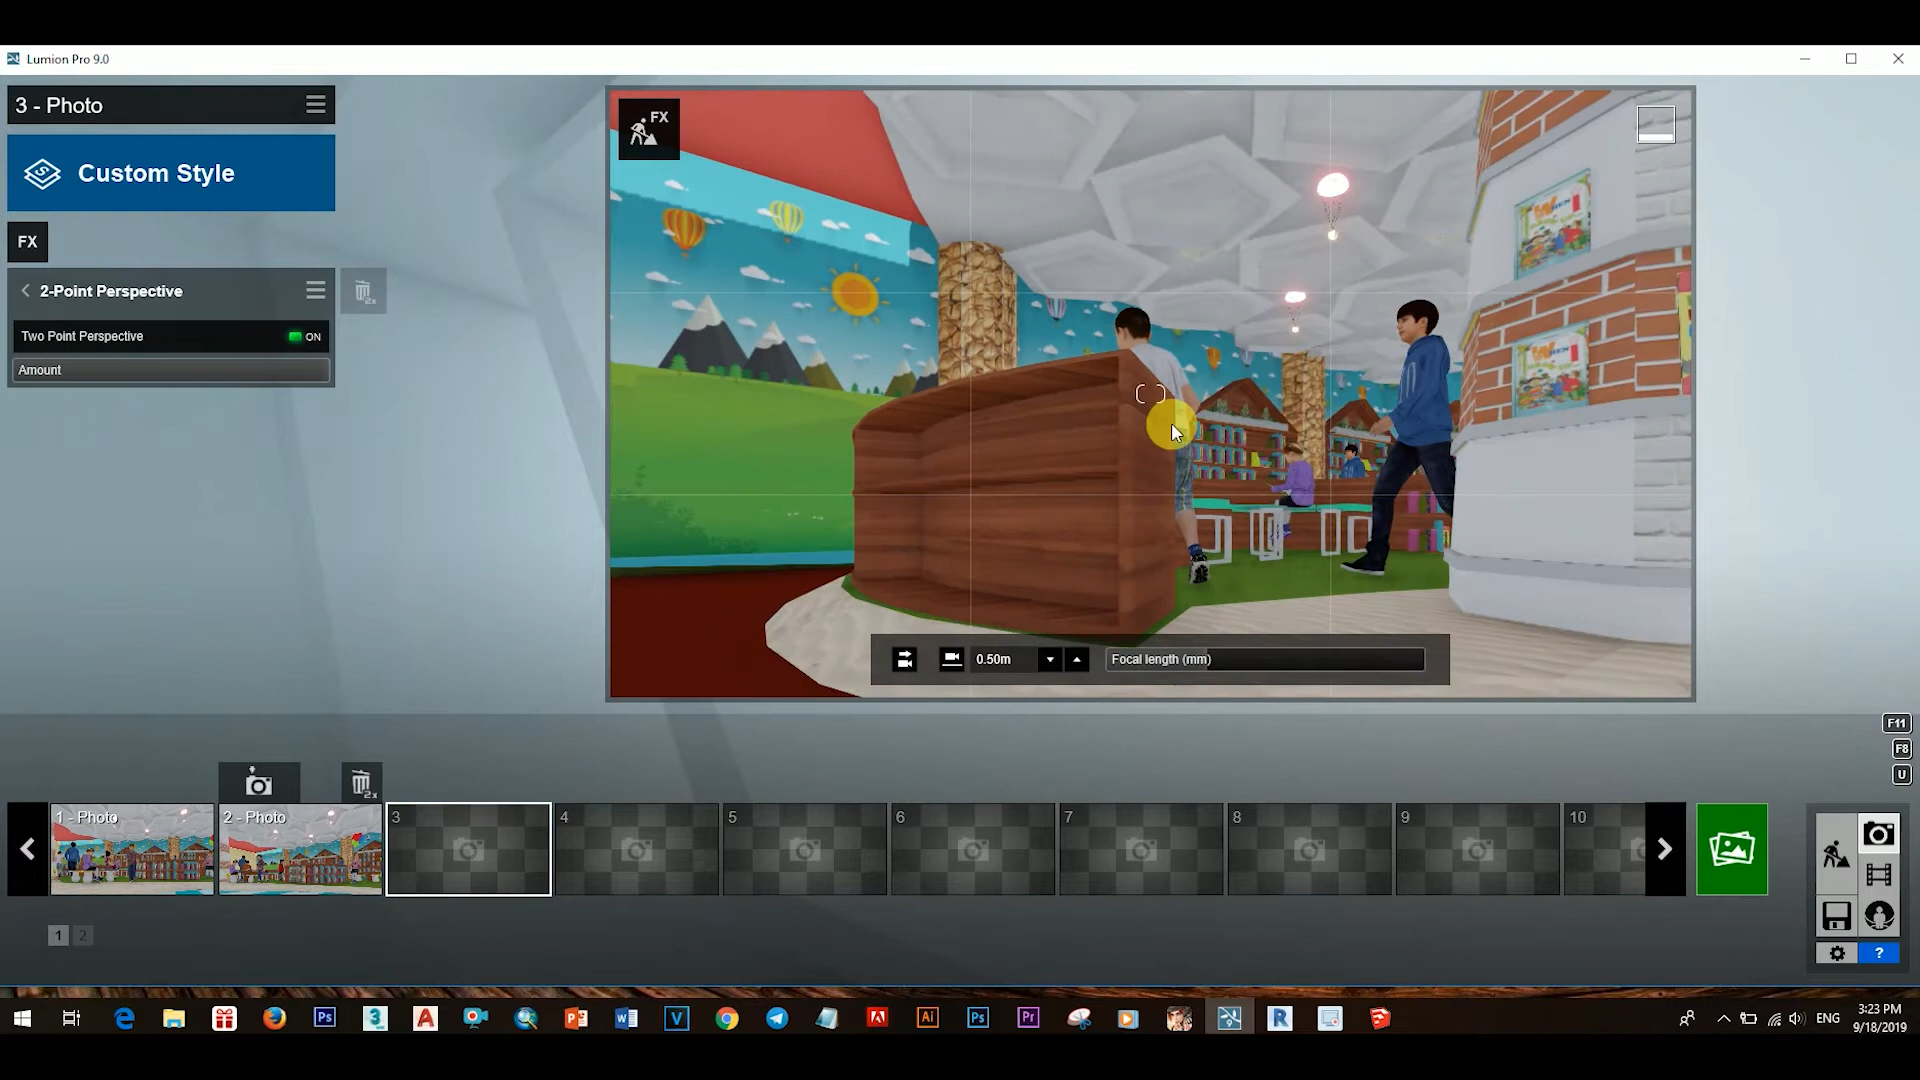 Lumion Pro 9.0
3 - Photo
Custom Style
FX
2-Point Perspective
Two Point Perspective ON
Amount
FX
0.50m
Focal length (mm)
F11
F8
U
1 - Photo
2 - Photo
3
4
5
6
7
8
9
10
1 2
?
ENG
3:23 PM
9/18/2019